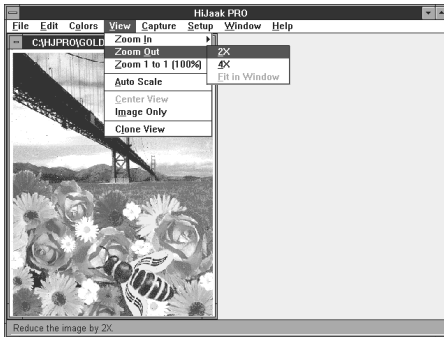 HiJaak PRO
File Edit Colors View Capture Setup Window Help
C:\HJPRO\GOLD
Zoom In
Zoom Out
Zoom 1 to 1 (100%)
Auto Scale
Center View
Image Only
Clone View
2X
4X
Fit in Window
Reduce the image by 2X.